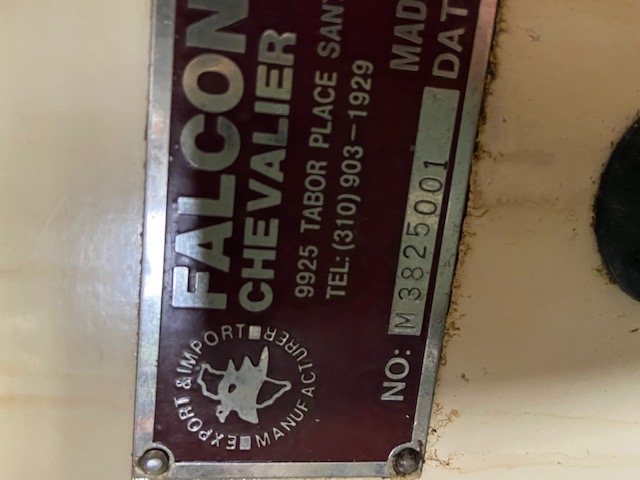 FALCON
CHEVALIER
9925 TABOR PLACE SANT
TEL: (310) 903-1929
MAD
NO: M3825001
DAT
EXPORT & IMPORT
MANUFACTURER